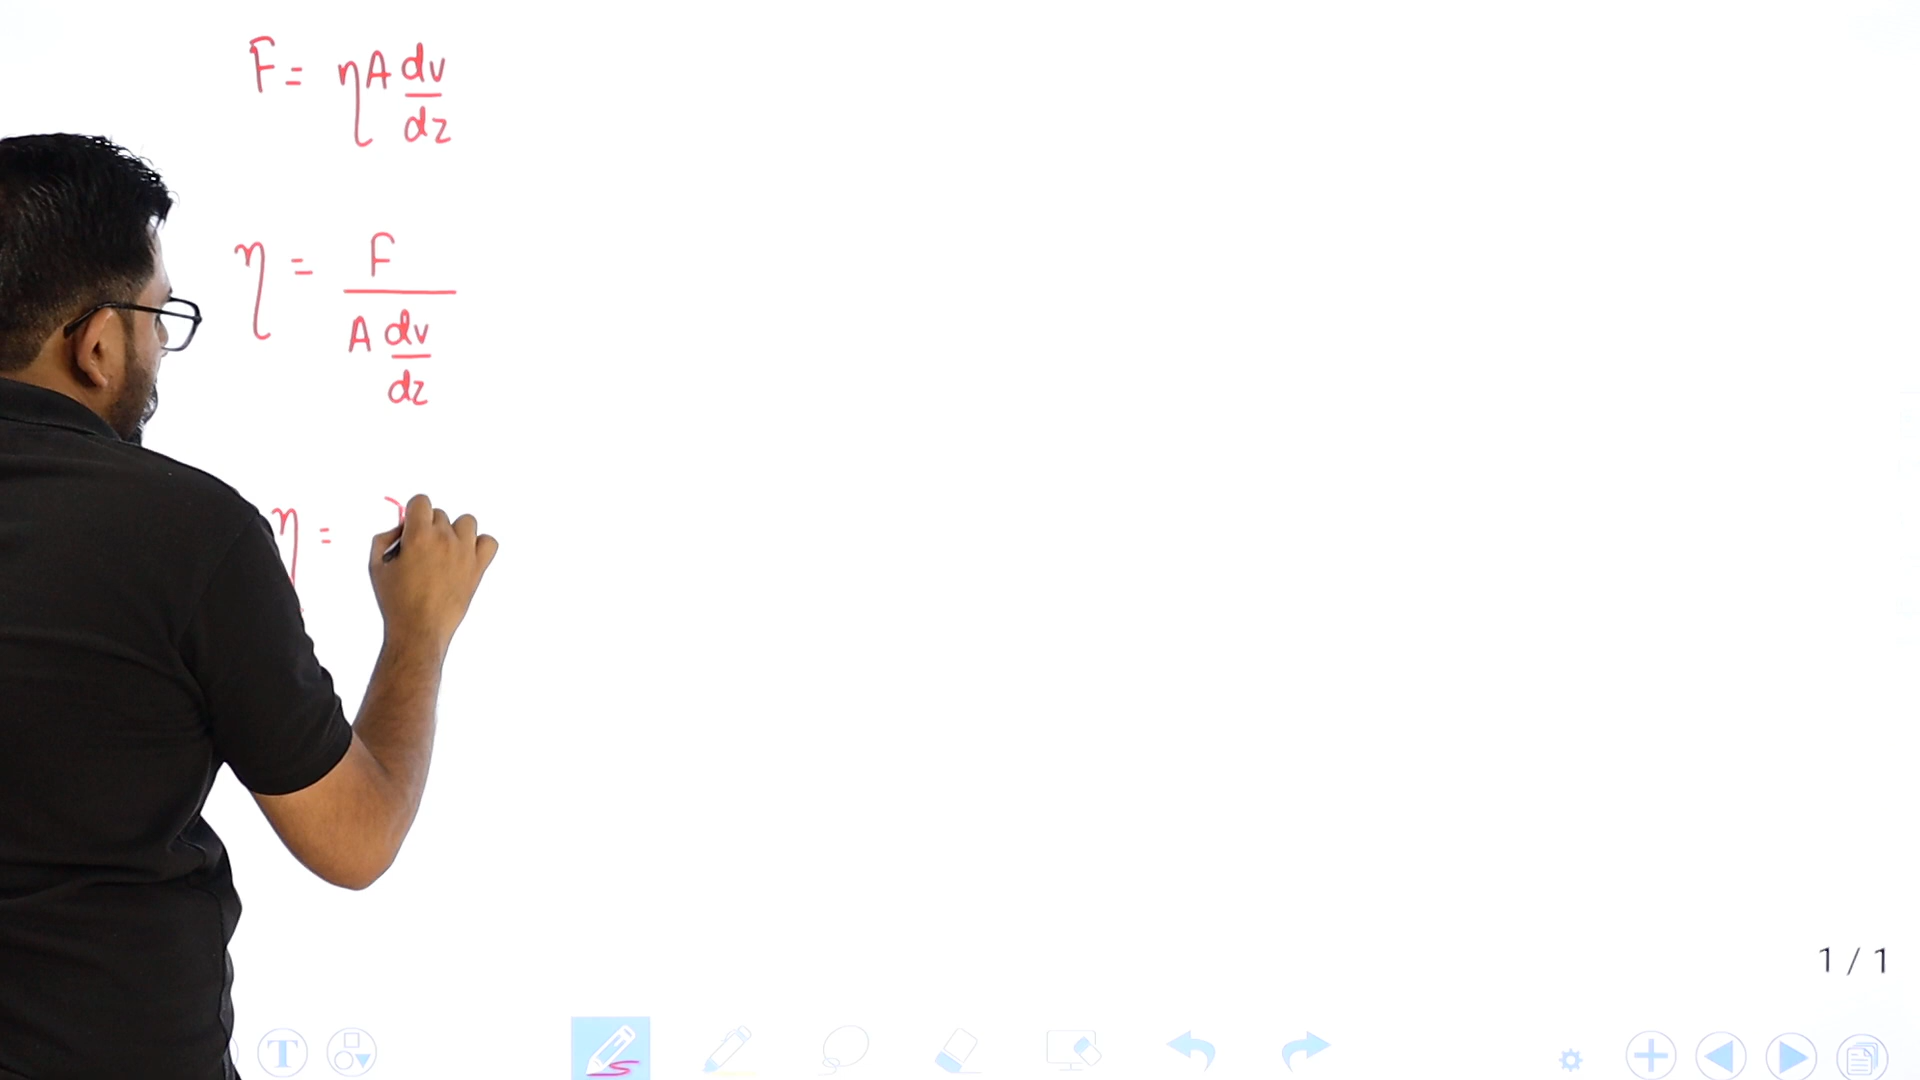 F = ηA dv/dz
η = F / A dv/dz
η =
1 / 1
T